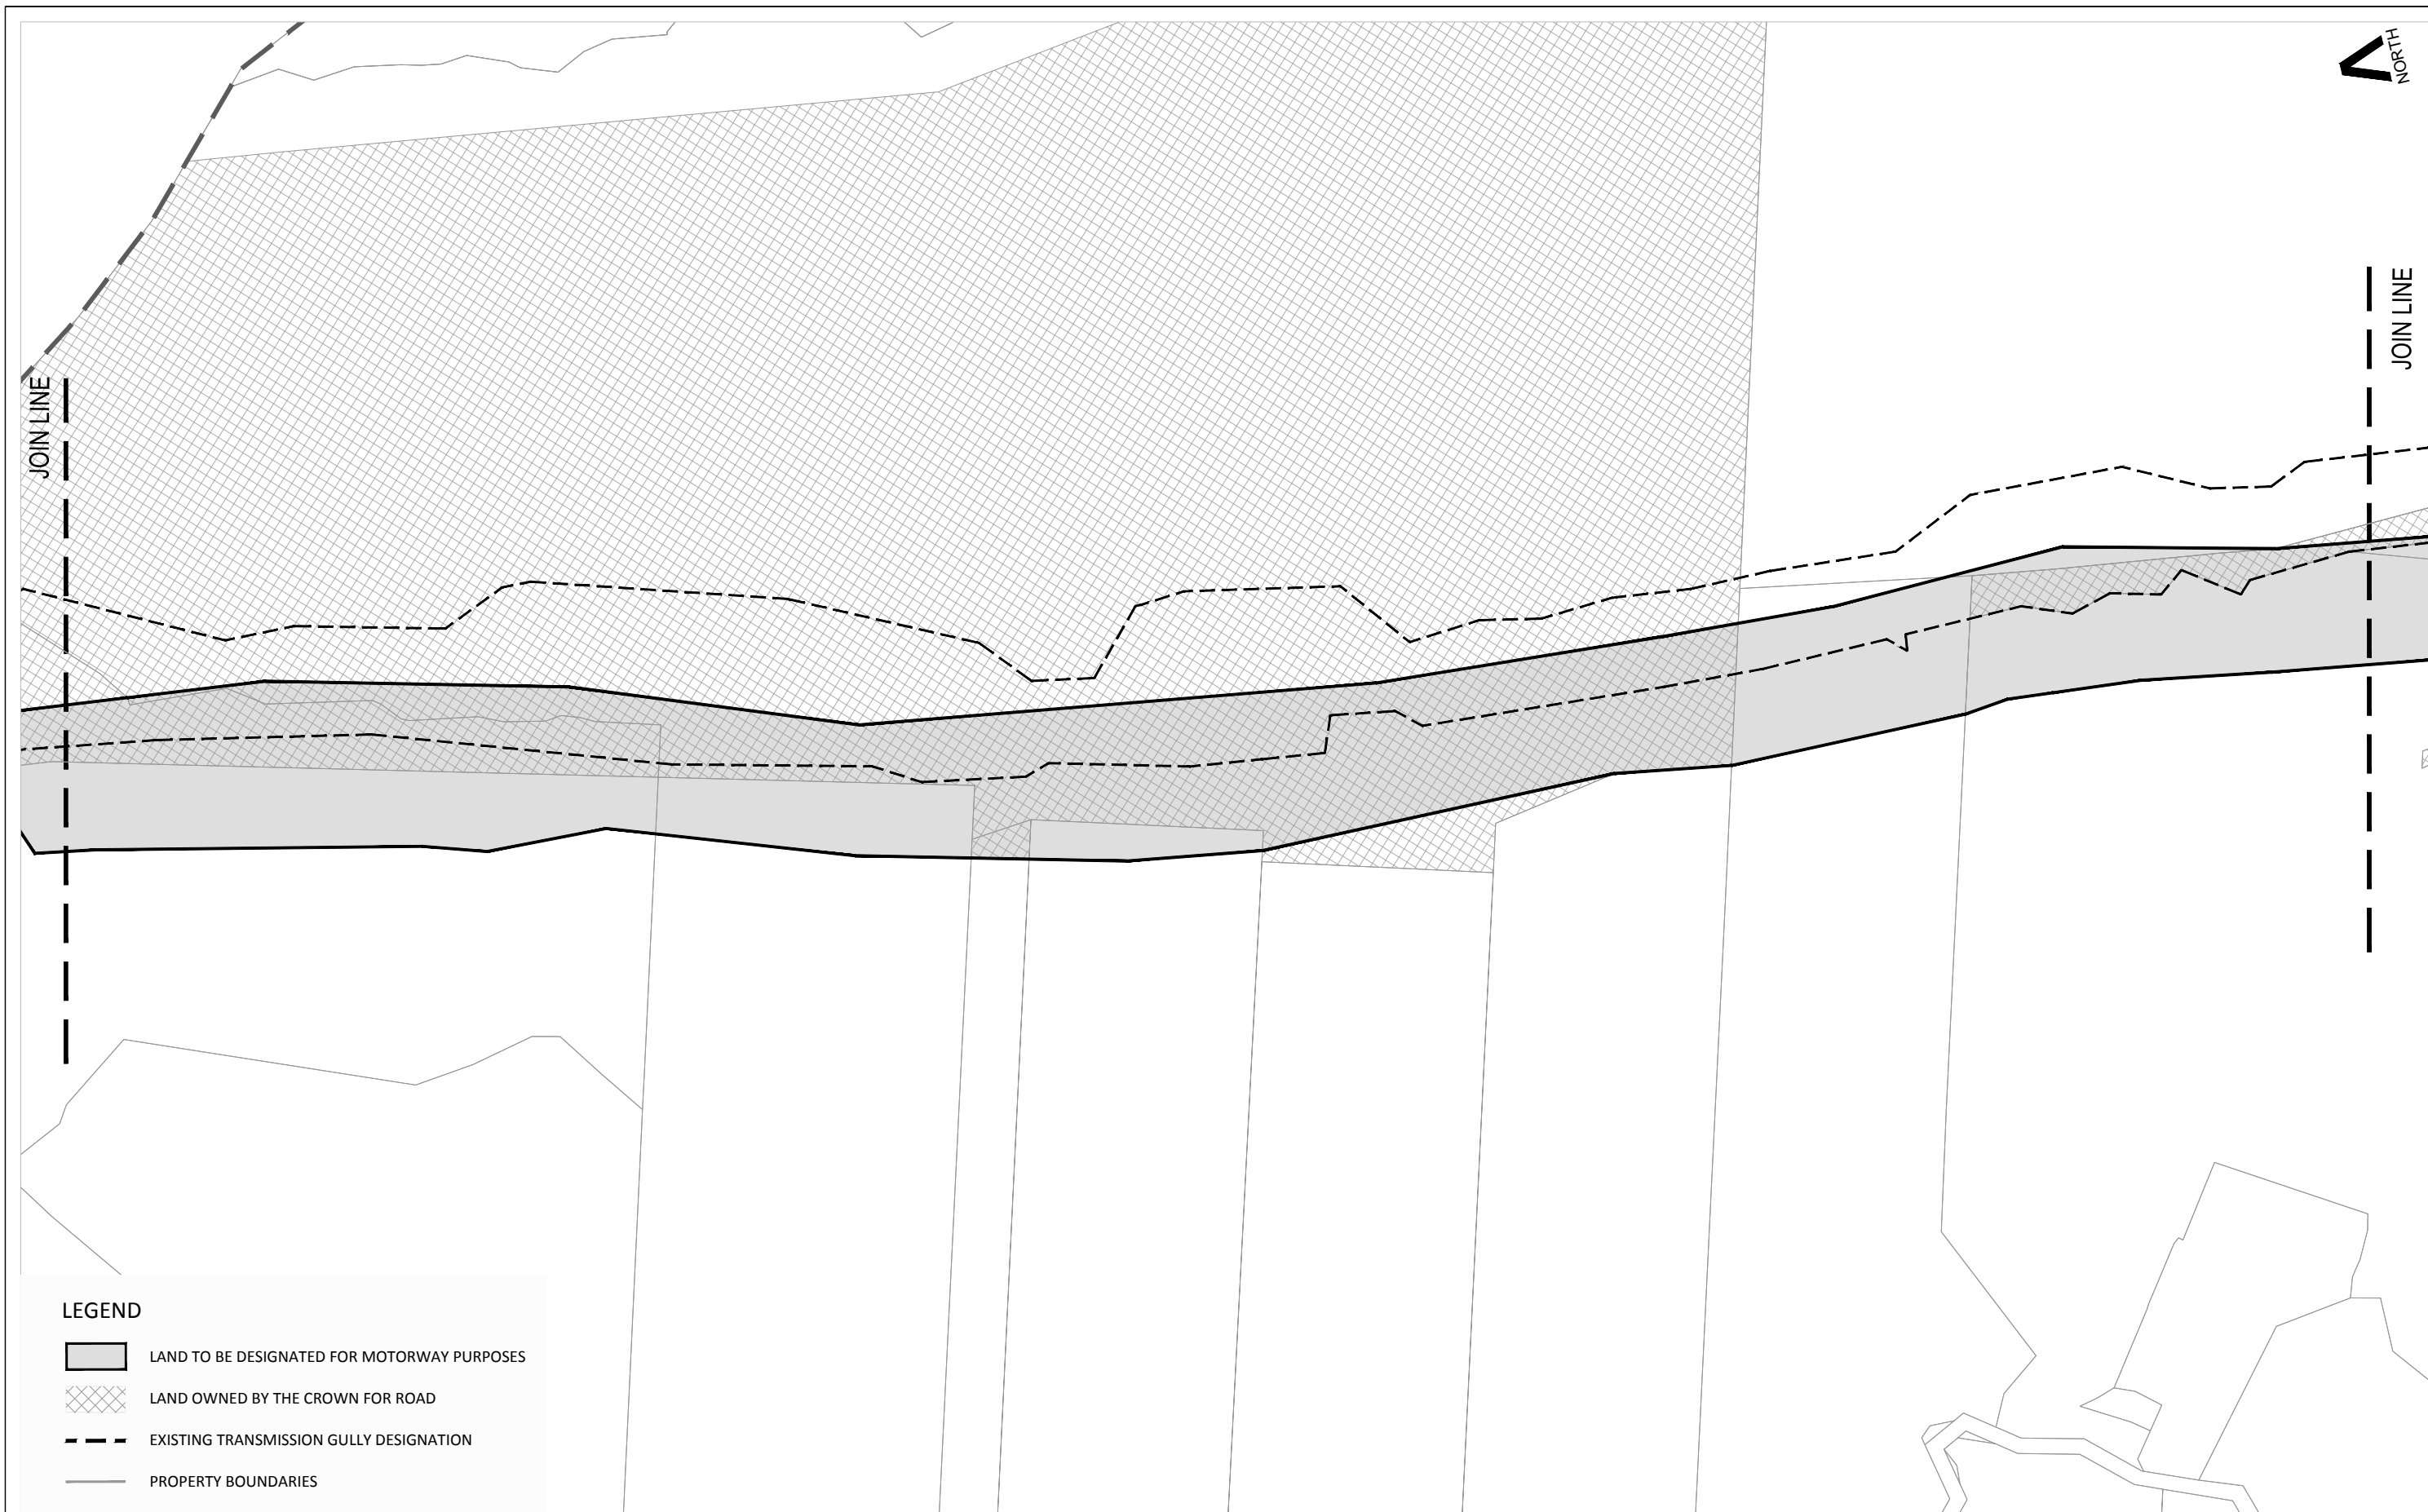 NORTH
JOIN LINE
JOIN LINE
LEGEND
LAND TO BE DESIGNATED FOR MOTORWAY PURPOSES
LAND OWNED BY THE CROWN FOR ROAD
EXISTING TRANSMISSION GULLY DESIGNATION
PROPERTY BOUNDARIES